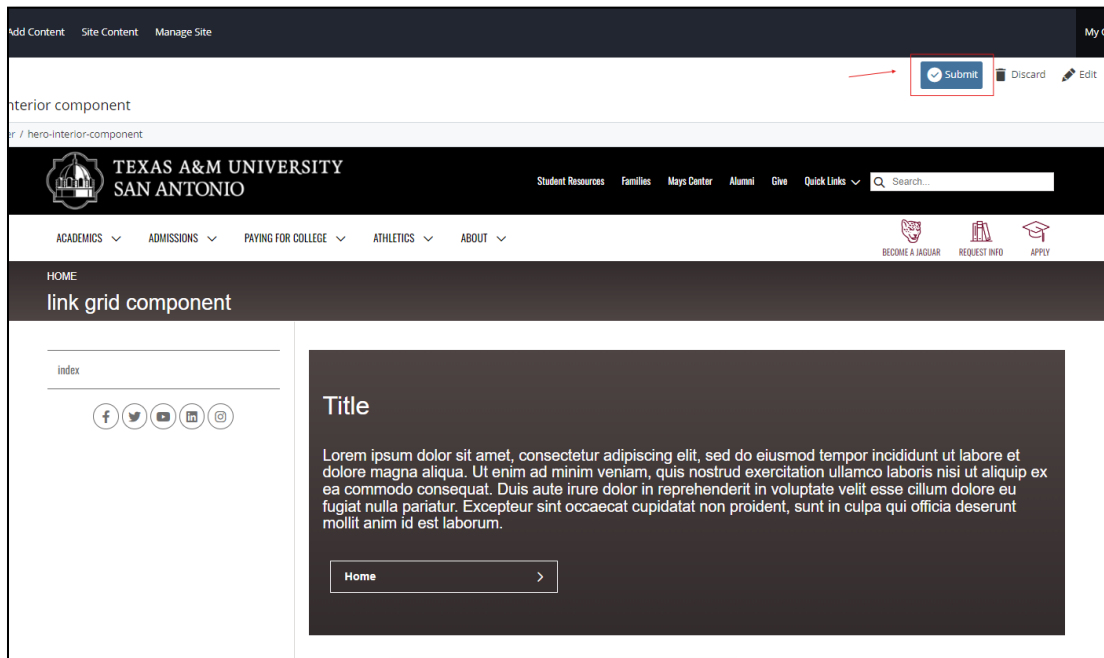 Add Content Site Content Manage Site My
Submit Discard Edit
nterior component
er / hero-interior-component
TEXAS A&M UNIVERSITY
SAN ANTONIO
Student Resources Families Mays Center Alumni Give Quick Links Search...
ACADEMICS ADMISSIONS PAYING FOR COLLEGE ATHLETICS ABOUT
BECOME A JAGUAR REQUEST INFO APPLY
HOME
link grid component
index
Title
Lorem ipsum dolor sit amet, consectetur adipiscing elit, sed do eiusmod tempor incididunt ut labore et
dolore magna aliqua. Ut enim ad minim veniam, quis nostrud exercitation ullamco laboris nisi ut aliquip ex
ea commodo consequat. Duis aute irure dolor in reprehenderit in voluptate velit esse cillum dolore eu
fugiat nulla pariatur. Excepteur sint occaecat cupidatat non proident, sunt in culpa qui officia deserunt
mollit anim id est laborum.
Home